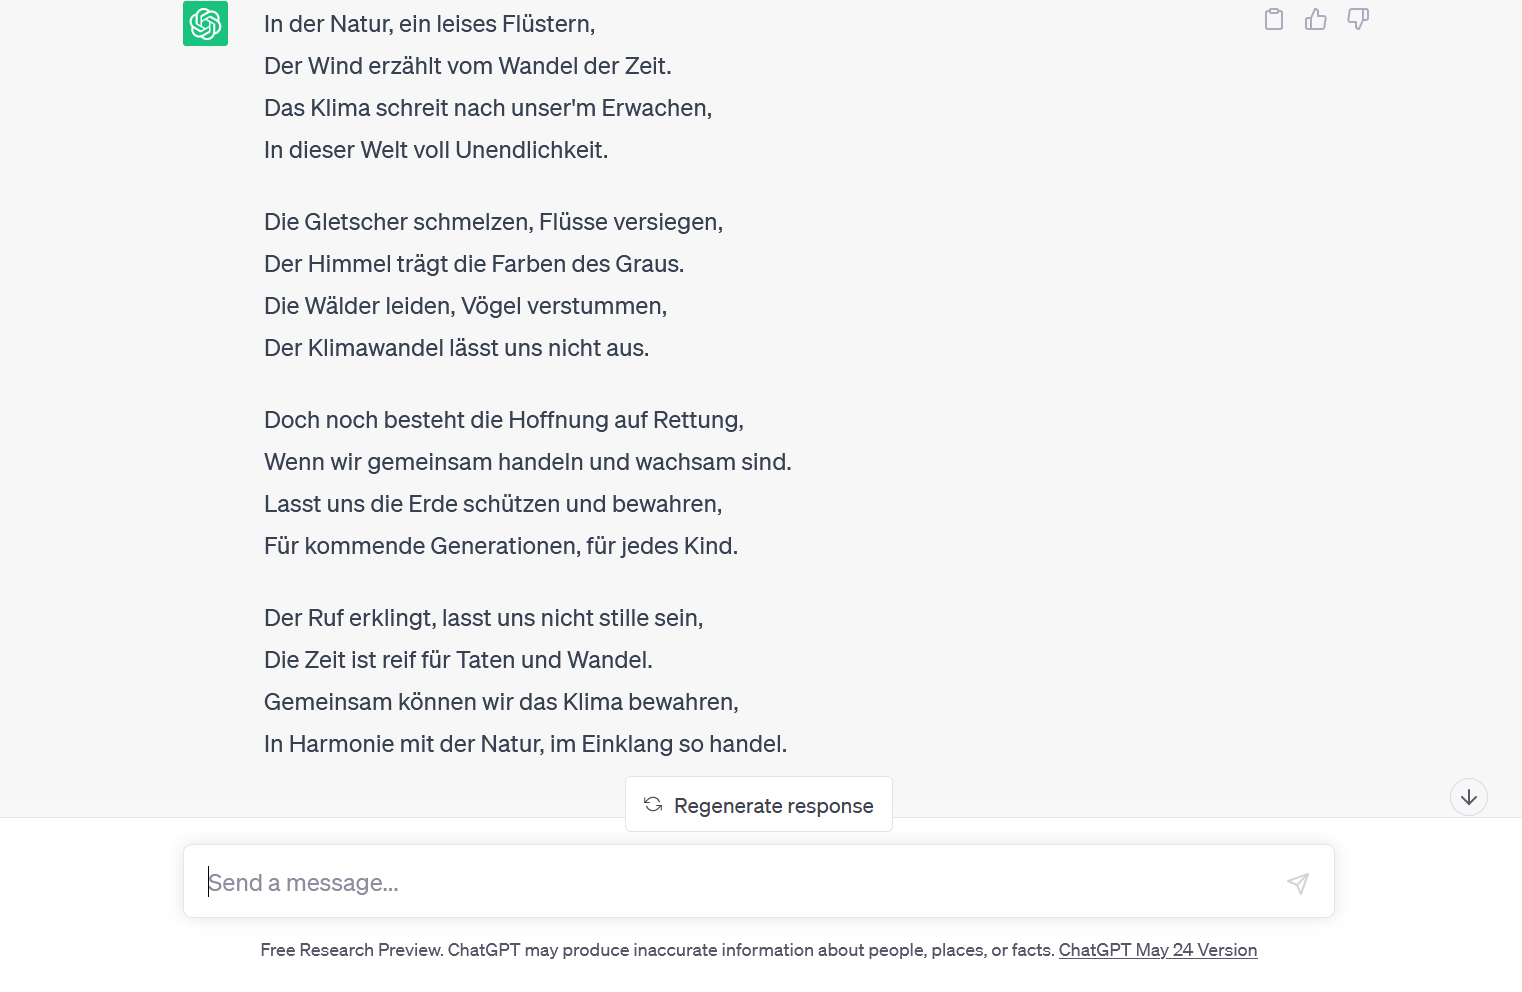 In der Natur, ein leises Flüstern,
Der Wind erzählt vom Wandel der Zeit.
Das Klima schreit nach unser'm Erwachen,
In dieser Welt voll Unendlichkeit.
Die Gletscher schmelzen, Flüsse versiegen,
Der Himmel trägt die Farben des Graus.
Die Wälder leiden, Vögel verstummen,
Der Klimawandel lässt uns nicht aus.
Doch noch besteht die Hoffnung auf Rettung,
Wenn wir gemeinsam handeln und wachsam sind.
Lasst uns die Erde schützen und bewahren,
Für kommende Generationen, für jedes Kind.
Der Ruf erklingt, lasst uns nicht stille sein,
Die Zeit ist reif für Taten und Wandel.
Gemeinsam können wir das Klima bewahren,
In Harmonie mit der Natur, im Einklang so handel.
Regenerate response
Send a message...
Free Research Preview. ChatGPT may produce inaccurate information about people, places, or facts. ChatGPT May 24 Version